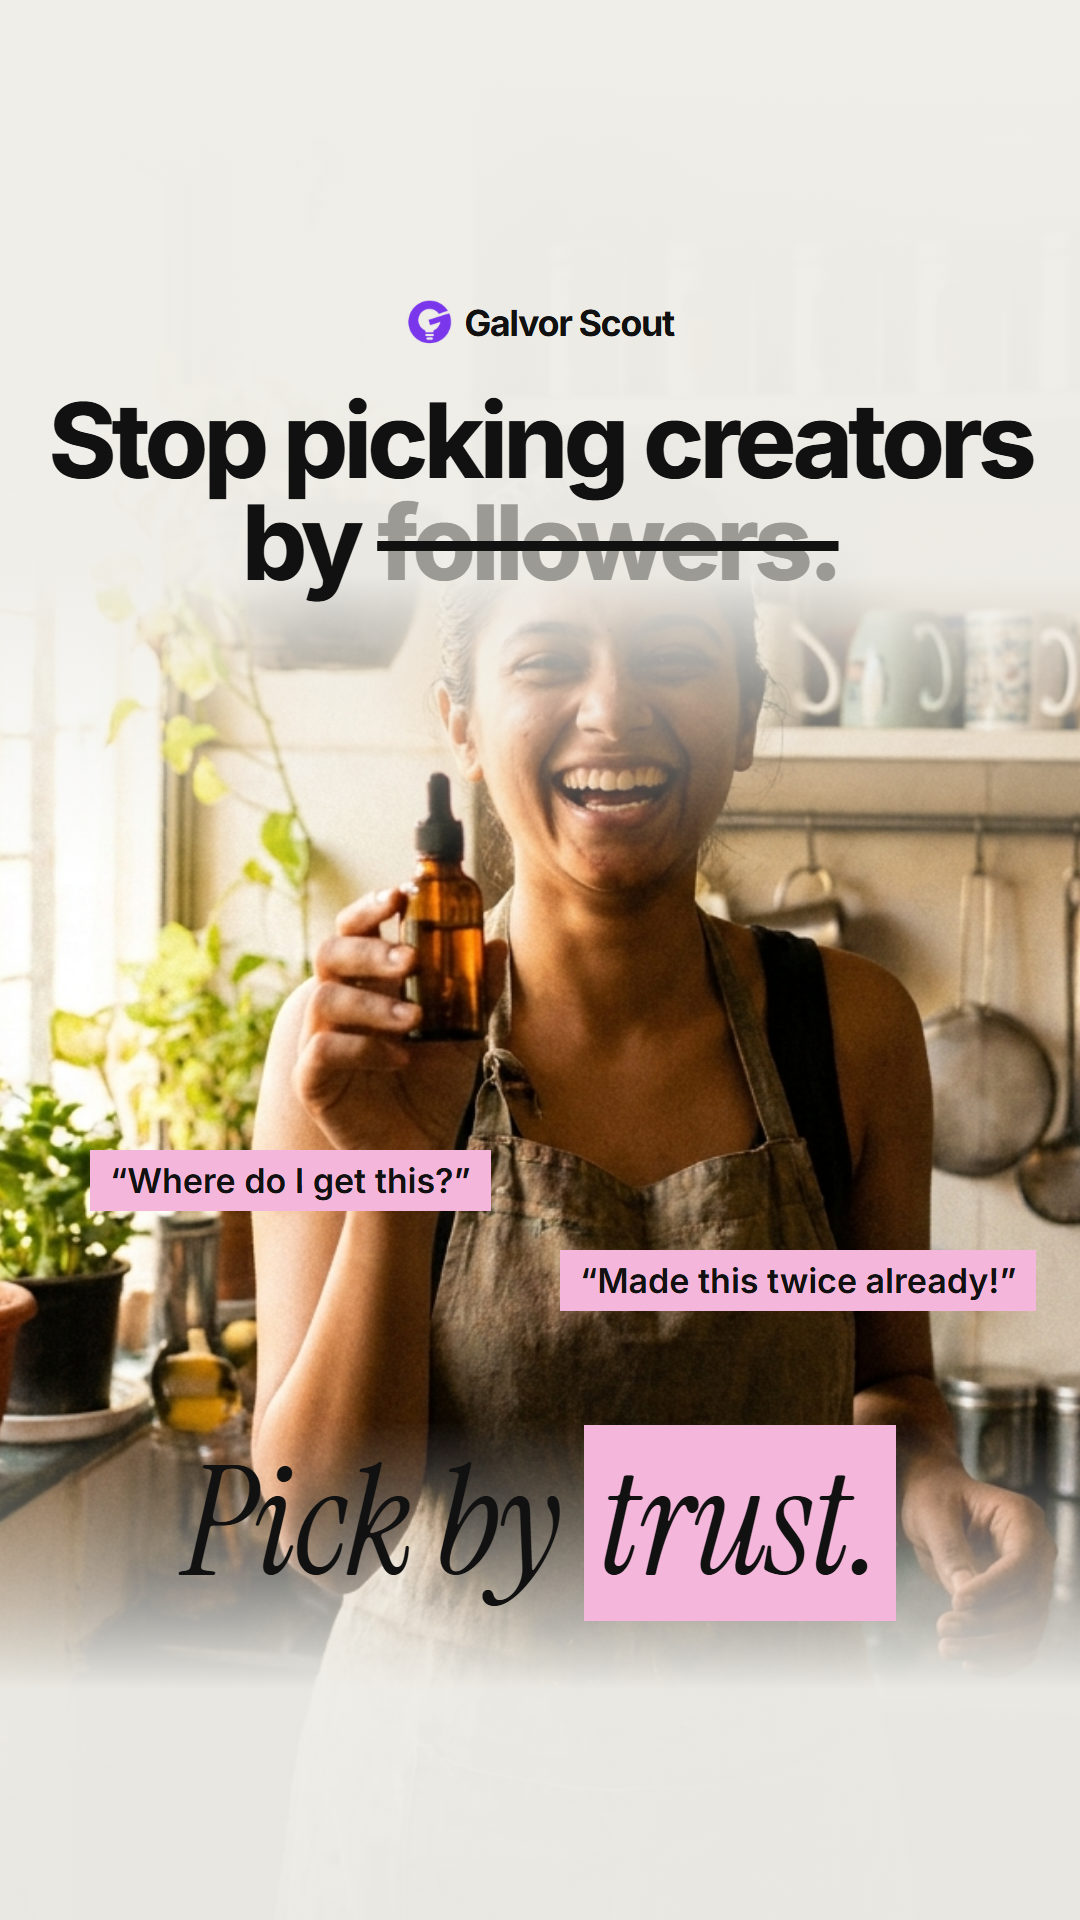 Galvor Scout
Stop picking creators
by followers.
“Where do I get this?”
“Made this twice already!”
Pick by trust.